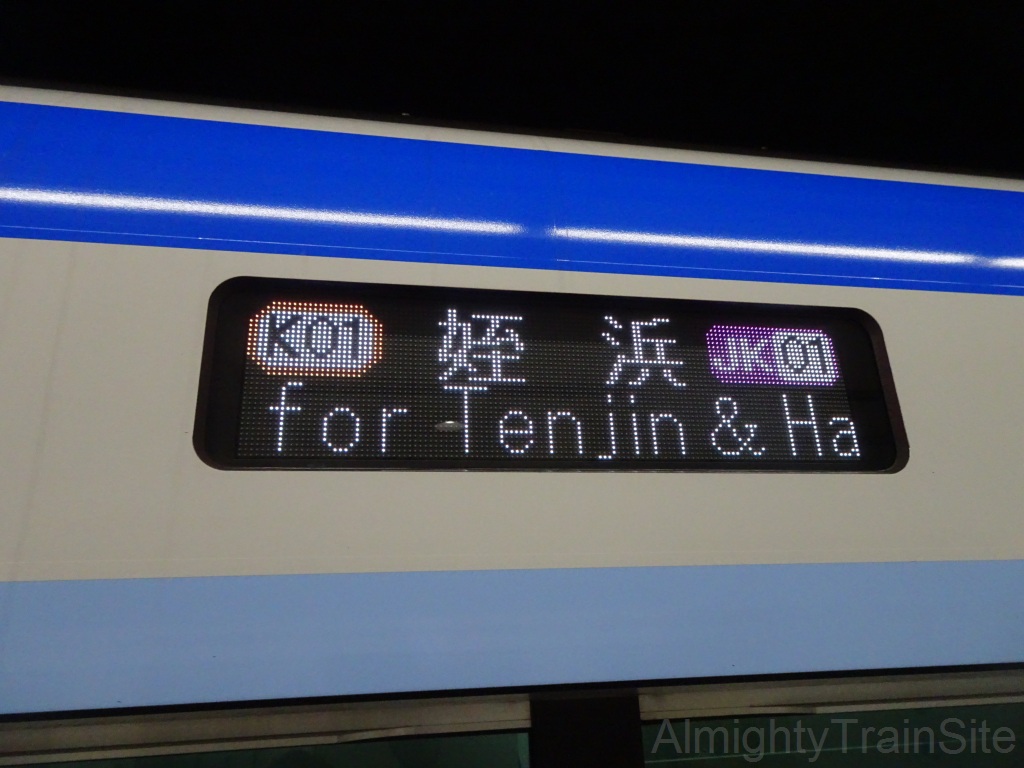 K01 姪浜 JK01
for Tenjin & Ha
AlmightyTrainSite